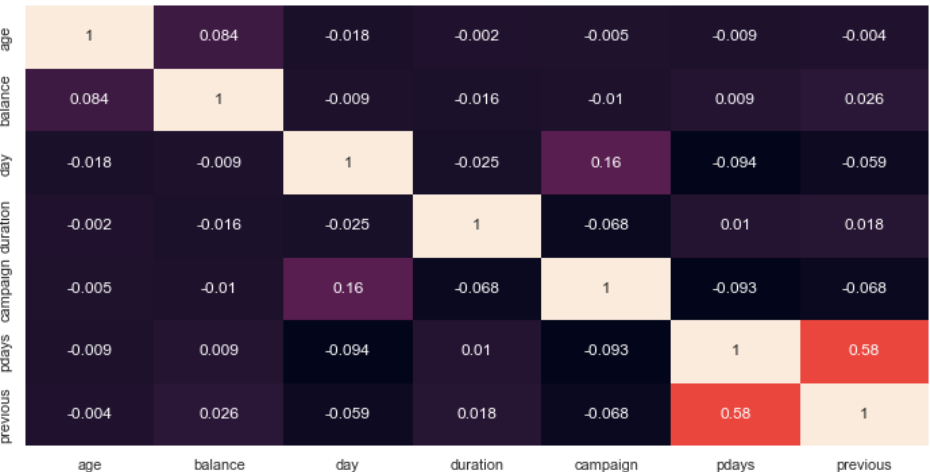 age 1 0.084 -0.018 -0.002 -0.005 -0.009 -0.004
balance 0.084 1 -0.009 -0.016 -0.01 0.009 0.026
day -0.018 -0.009 1 -0.025 0.16 -0.094 -0.059
duration -0.002 -0.016 -0.025 1 -0.068 0.01 0.018
campaign -0.005 -0.01 0.16 -0.068 1 -0.093 -0.068
pdays -0.009 0.009 -0.094 0.01 -0.093 1 0.58
previous -0.004 0.026 -0.059 0.018 -0.068 0.58 1
age balance day duration campaign pdays previous